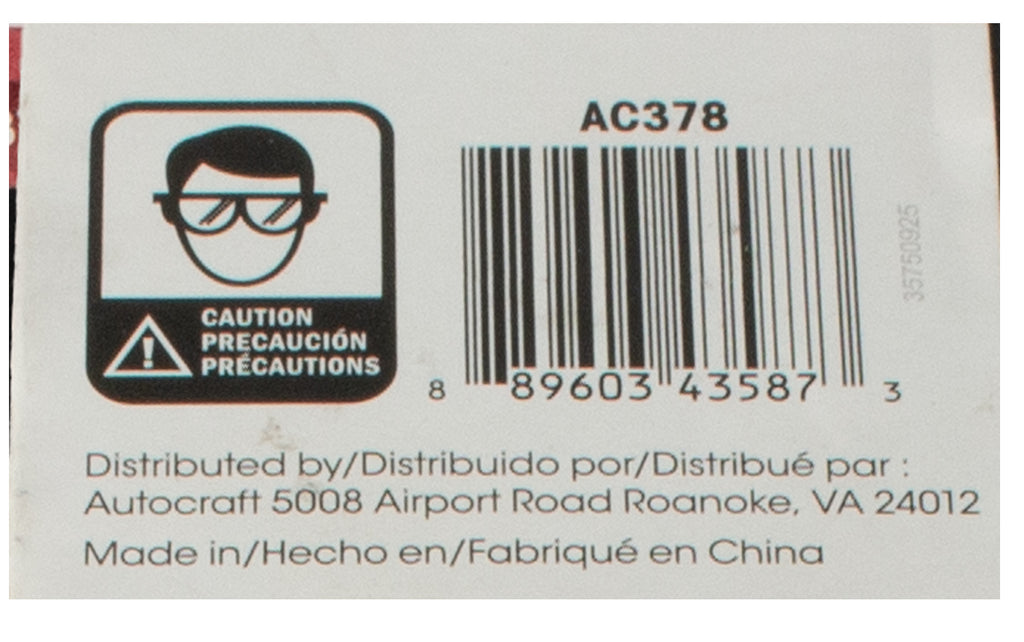 AC378
CAUTION
PRECAUCIÓN
PRÉCAUTIONS
8 89603 43587 3
35750925
Distributed by/Distribuido por/Distribué par :
Autocraft 5008 Airport Road Roanoke, VA 24012
Made in/Hecho en/Fabriqué en China